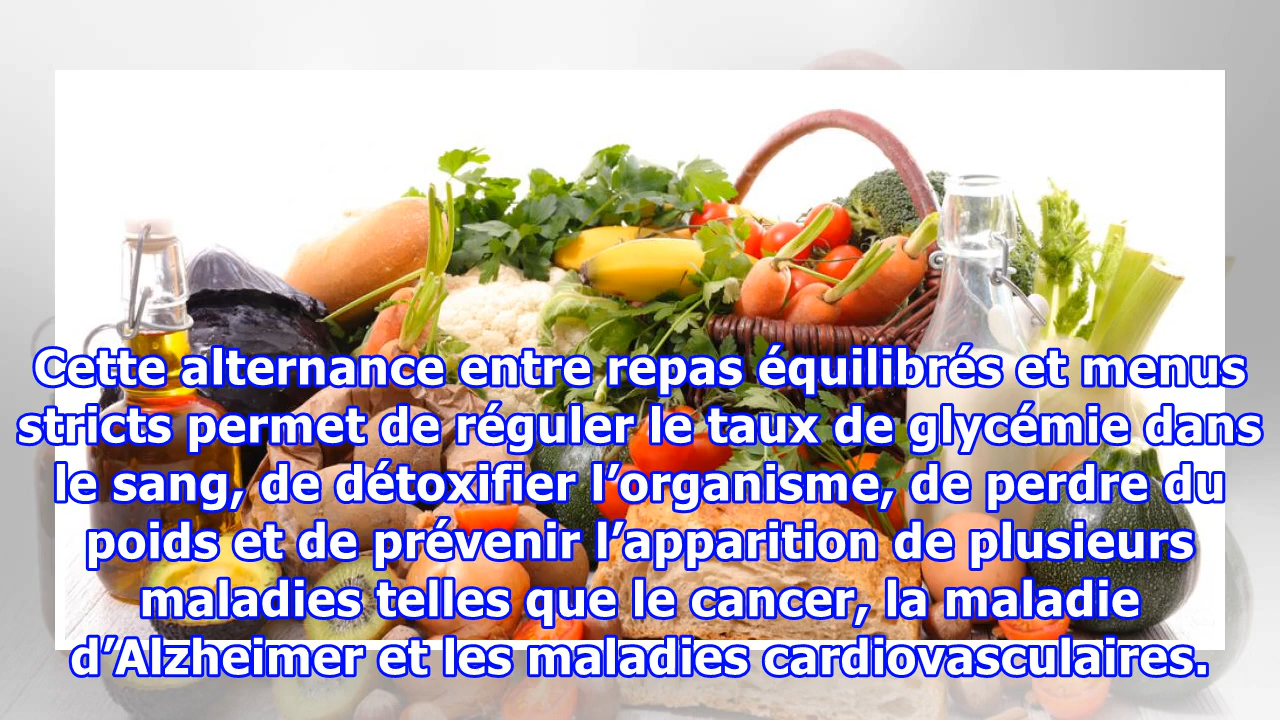 Cette alternance entre repas équilibrés et menus
stricts permet de réguler le taux de glycémie dans
le sang, de détoxifier l’organisme, de perdre du
poids et de prévenir l’apparition de plusieurs
maladies telles que le cancer, la maladie
d’Alzheimer et les maladies cardiovasculaires.